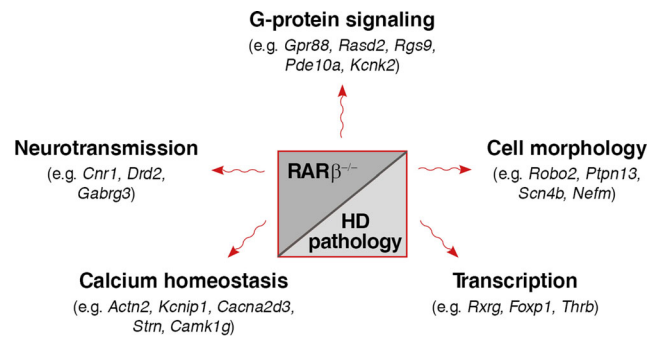 G-protein signaling
(e.g. Gpr88, Rasd2, Rgs9,
Pde10a, Kcnk2)
Neurotransmission
(e.g. Cnr1, Drd2,
Gabrg3)
Cell morphology
(e.g. Robo2, Ptpn13,
Scn4b, Nefm)
RARβ⁻/⁻
HD
pathology
Calcium homeostasis
(e.g. Actn2, Kcnip1, Cacna2d3,
Strn, Camk1g)
Transcription
(e.g. Rxrg, Foxp1, Thrb)